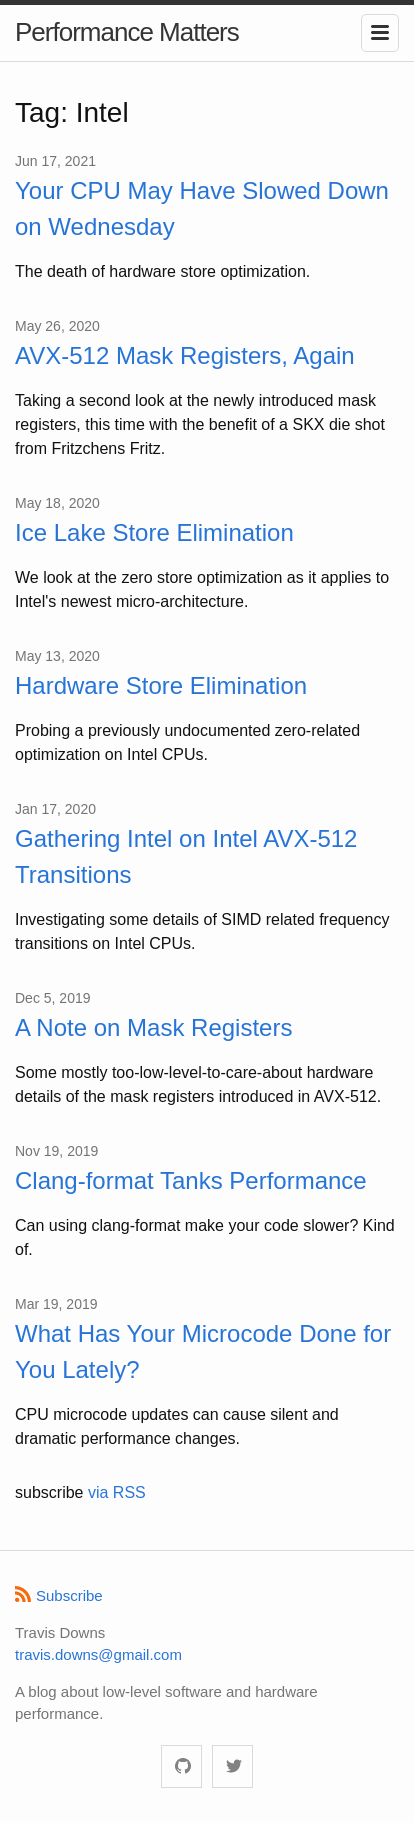 Performance Matters
Tag: Intel
Jun 17, 2021
Your CPU May Have Slowed Down
on Wednesday
The death of hardware store optimization.
May 26, 2020
AVX-512 Mask Registers, Again
Taking a second look at the newly introduced mask
registers, this time with the benefit of a SKX die shot
from Fritzchens Fritz.
May 18, 2020
Ice Lake Store Elimination
We look at the zero store optimization as it applies to
Intel's newest micro-architecture.
May 13, 2020
Hardware Store Elimination
Probing a previously undocumented zero-related
optimization on Intel CPUs.
Jan 17, 2020
Gathering Intel on Intel AVX-512
Transitions
Investigating some details of SIMD related frequency
transitions on Intel CPUs.
Dec 5, 2019
A Note on Mask Registers
Some mostly too-low-level-to-care-about hardware
details of the mask registers introduced in AVX-512.
Nov 19, 2019
Clang-format Tanks Performance
Can using clang-format make your code slower? Kind
of.
Mar 19, 2019
What Has Your Microcode Done for
You Lately?
CPU microcode updates can cause silent and
dramatic performance changes.
subscribe via RSS
Subscribe
Travis Downs
travis.downs@gmail.com
A blog about low-level software and hardware
performance.